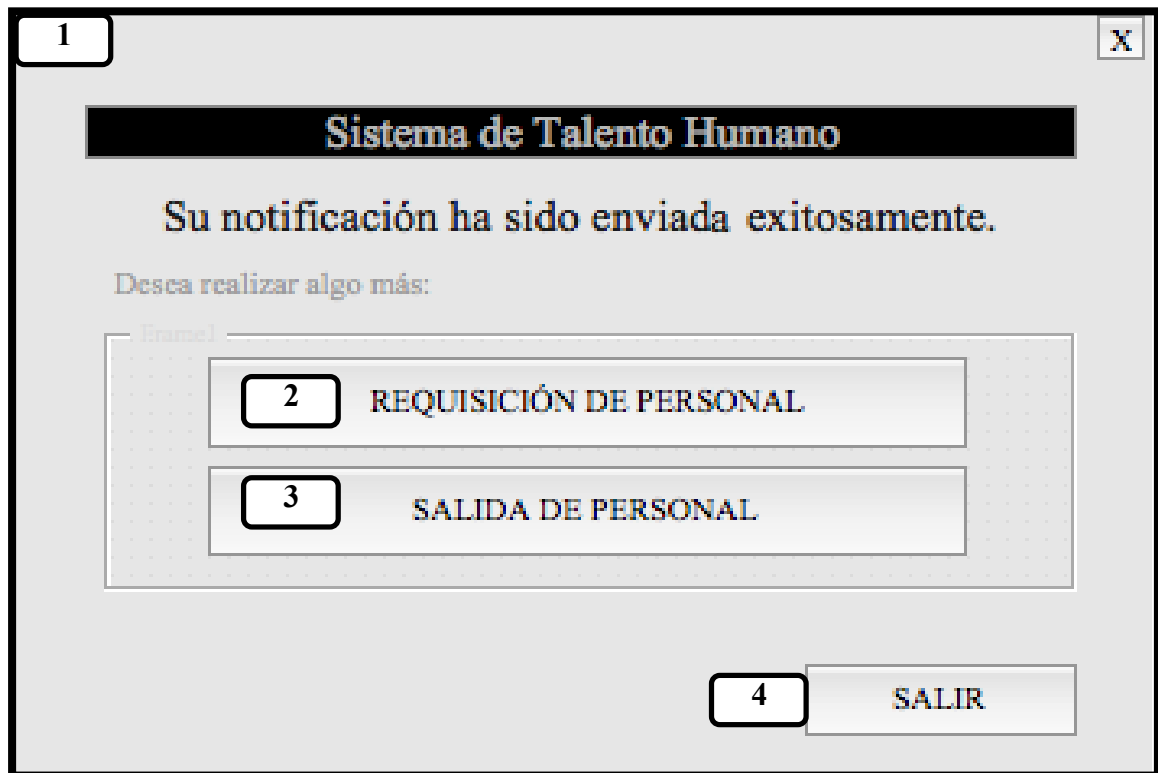 1
X
Sistema de Talento Humano
Su notificación ha sido enviada exitosamente.
Desea realizar algo más:
Frame1
2 REQUISICIÓN DE PERSONAL
3 SALIDA DE PERSONAL
4 SALIR